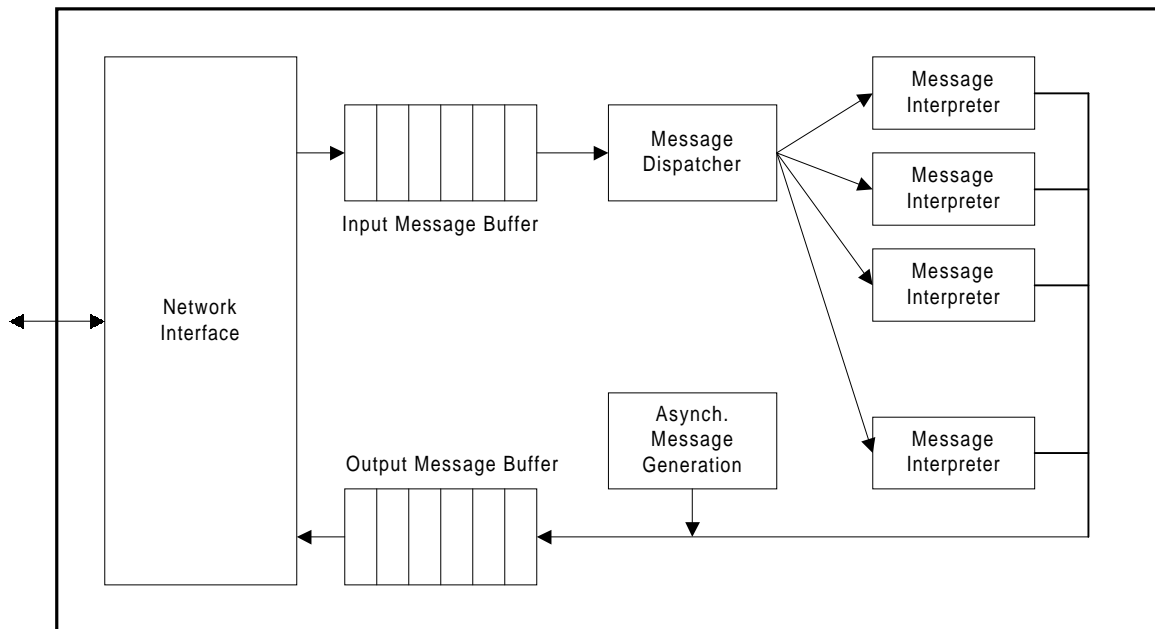 Network
Interface
Input Message Buffer
Message
Dispatcher
Message
Interpreter
Message
Interpreter
Message
Interpreter
Message
Interpreter
Asynch.
Message
Generation
Output Message Buffer